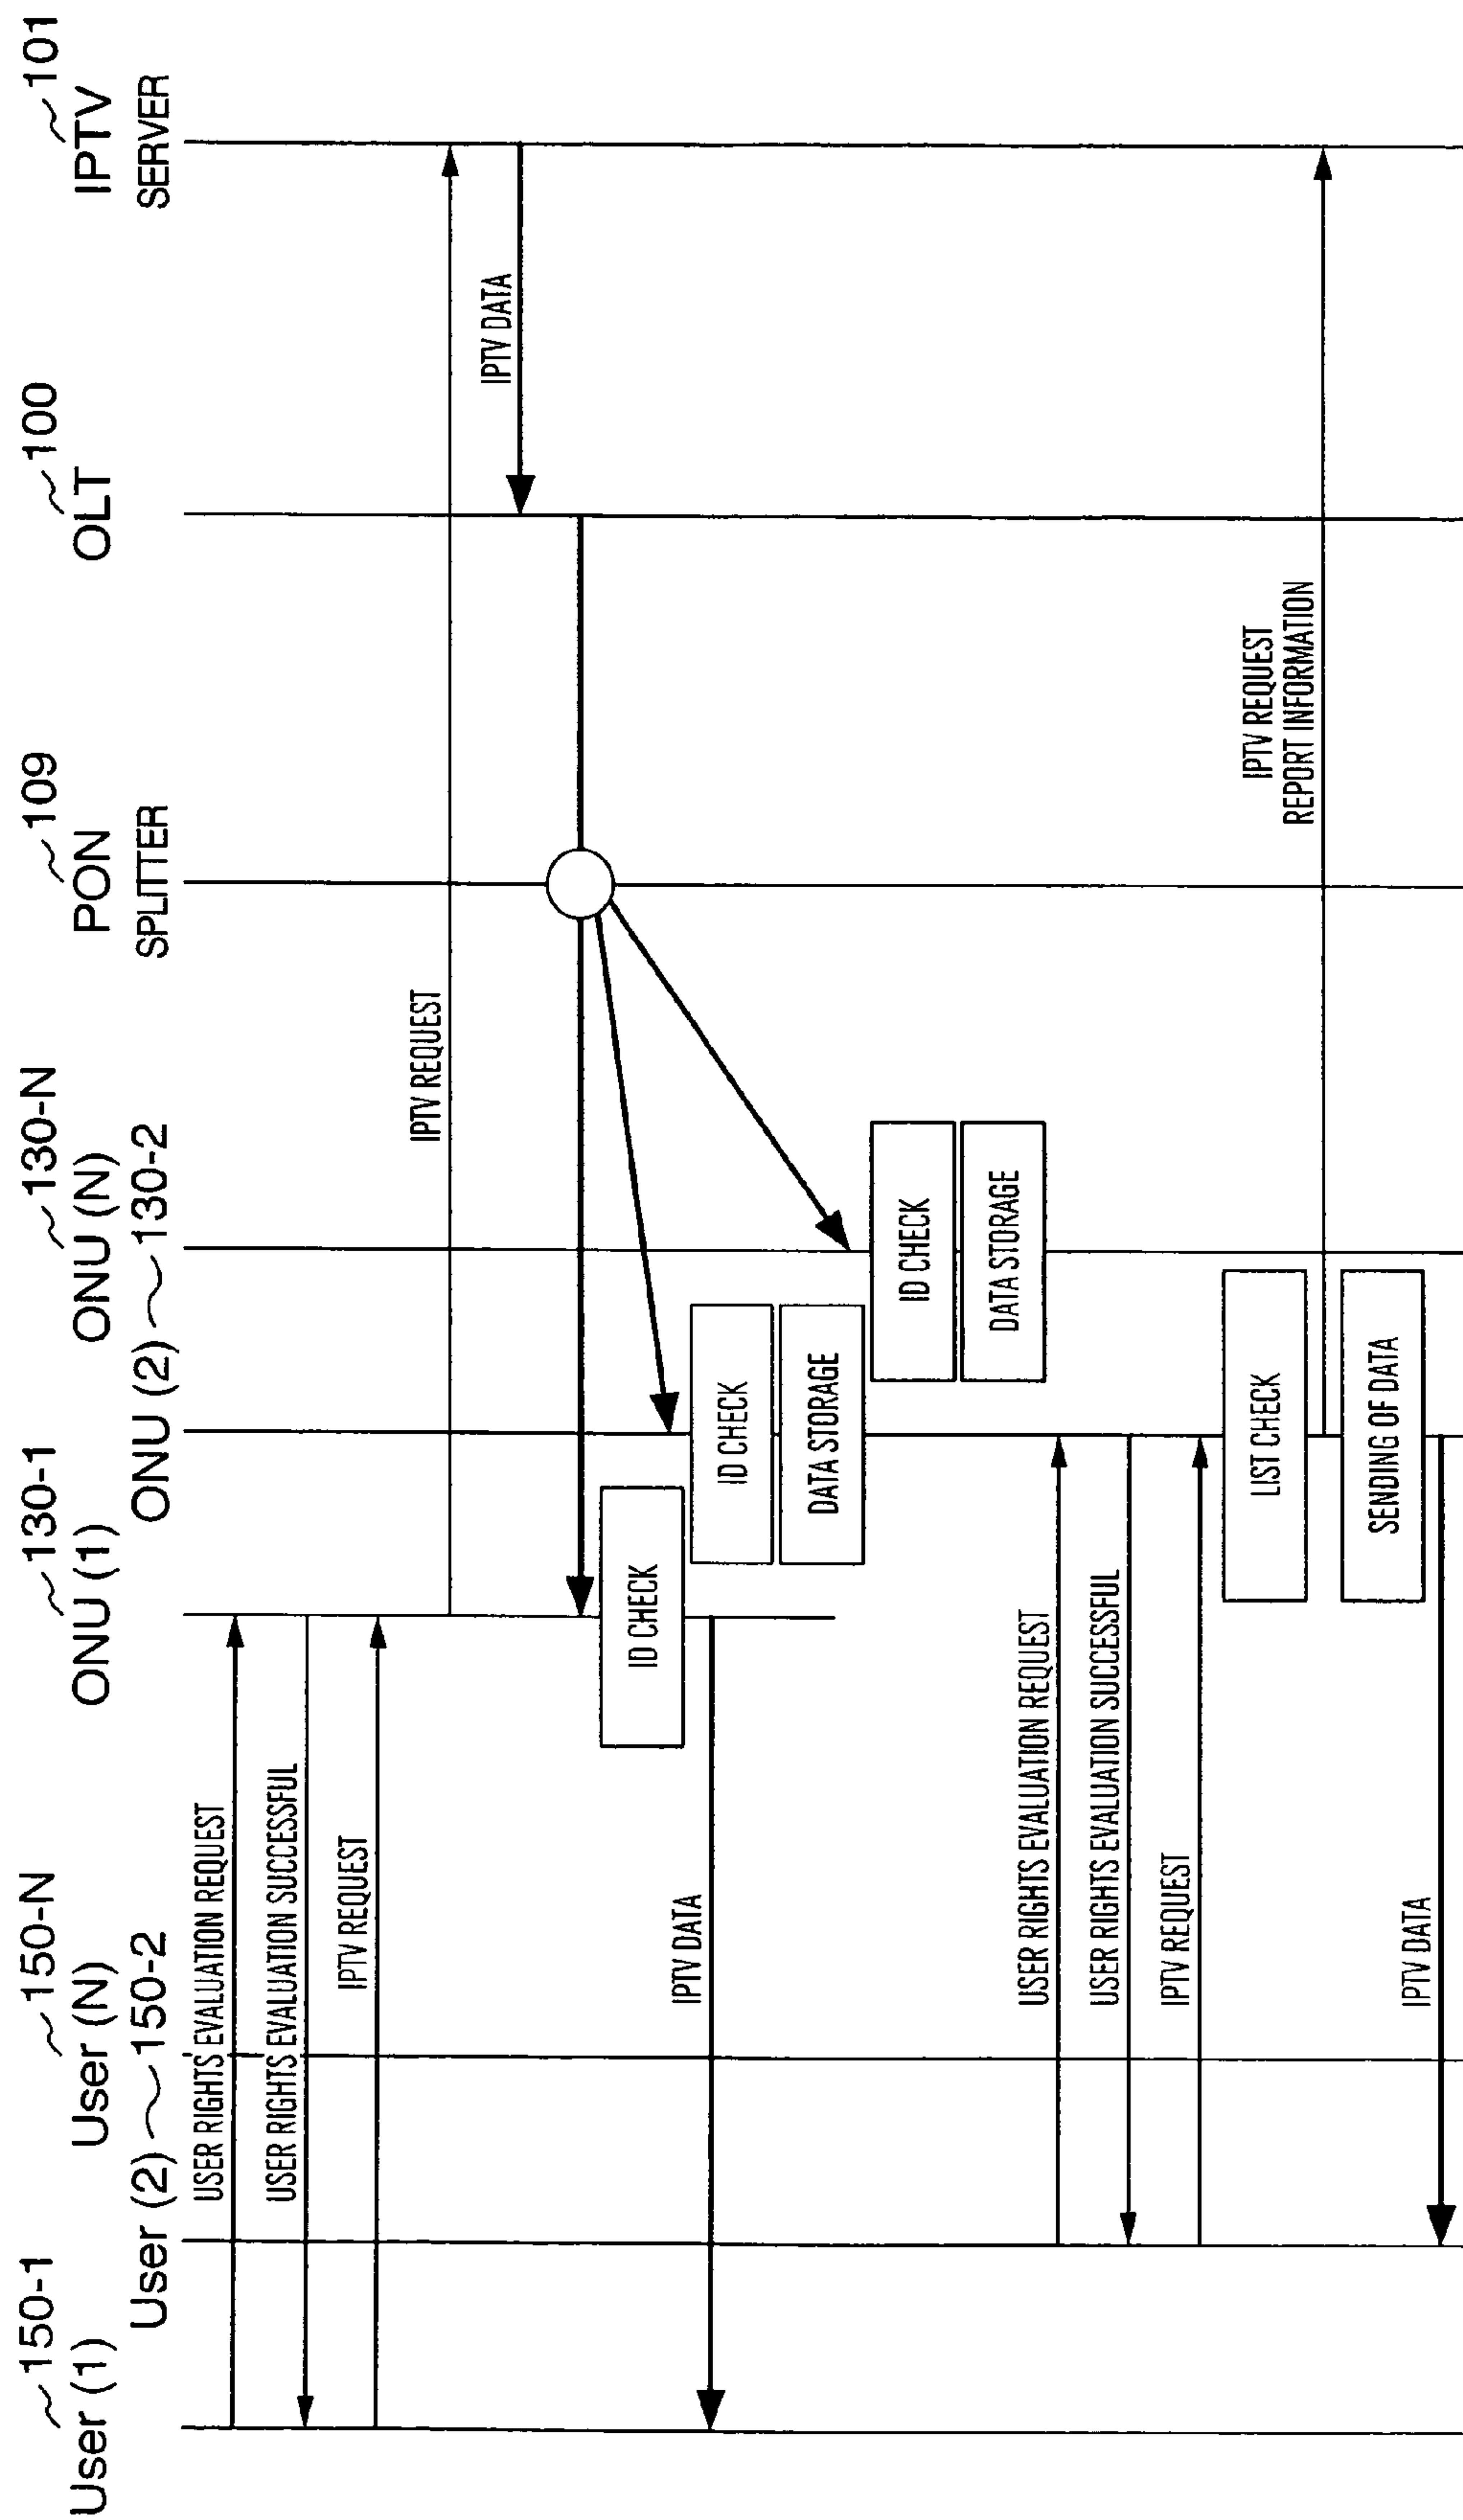 150-1
User (1)
150-N
User (N)
User (2) 150-2
130-1
ONU (1)
130-N
ONU (N)
ONU (2) 130-2
109
PON
SPLITTER
100
OLT
101
IPTV
SERVER
USER RIGHTS EVALUATION REQUEST
USER RIGHTS EVALUATION SUCCESSFUL
IPTV REQUEST
IPTV REQUEST
IPTV DATA
ID CHECK
IPTV DATA
ID CHECK
DATA STORAGE
ID CHECK
DATA STORAGE
USER RIGHTS EVALUATION REQUEST
USER RIGHTS EVALUATION SUCCESSFUL
IPTV REQUEST
LIST CHECK
IPTV REQUEST
REPORT INFORMATION
SENDING OF DATA
IPTV DATA